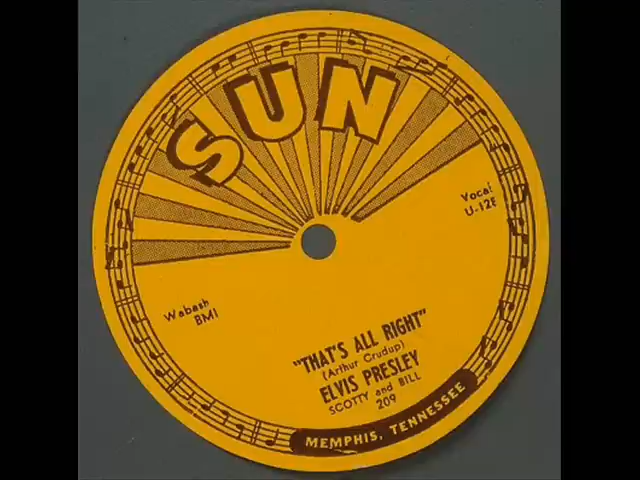 SUN
Vocal
U-128
Wabash
BMI
"THAT'S ALL RIGHT"
(Arthur Crudup)
ELVIS PRESLEY
SCOTTY and BILL
209
MEMPHIS, TENNESSEE